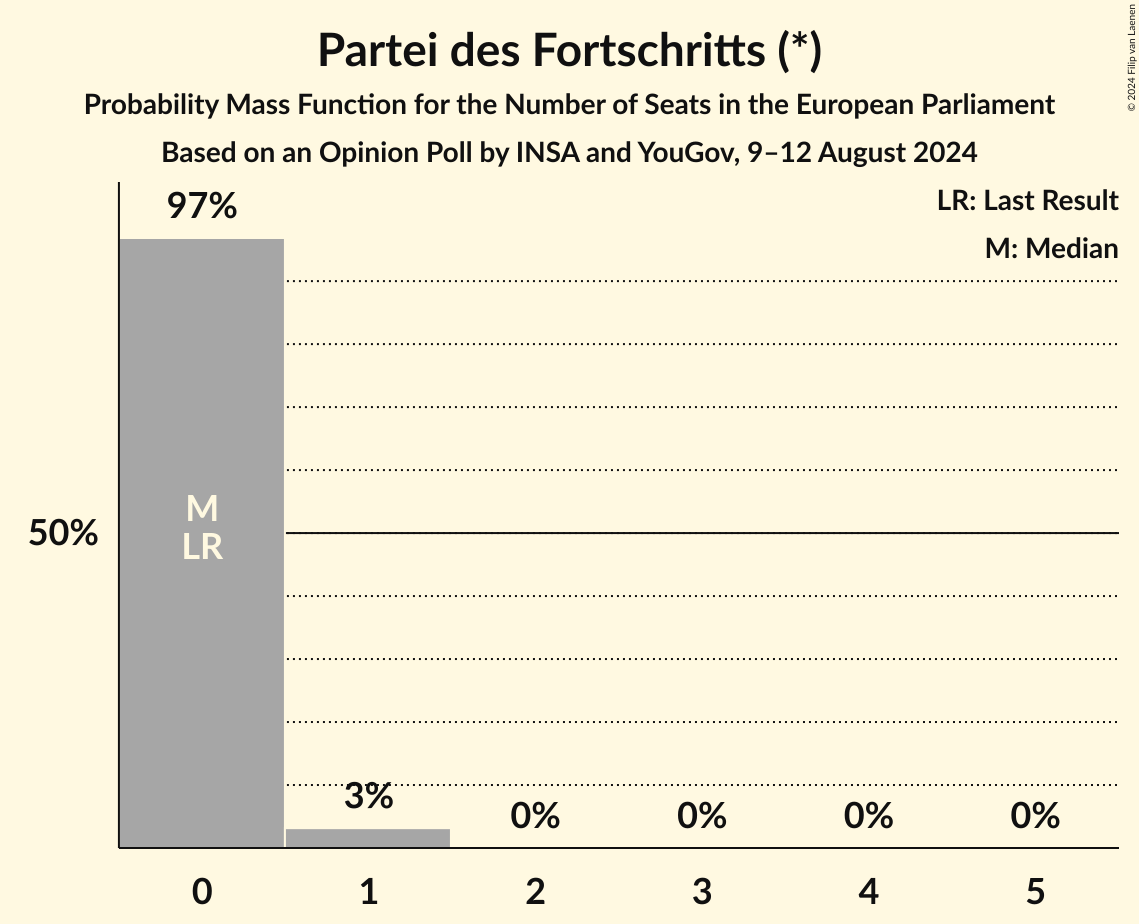 Partei des Fortschritts (*)
Probability Mass Function for the Number of Seats in the European Parliament
Based on an Opinion Poll by INSA and YouGov, 9–12 August 2024
© 2024 Filip van Laenen
LR: Last Result
M: Median
97%
M
LR
50%
3%
0%
0%
0%
0%
0
1
2
3
4
5